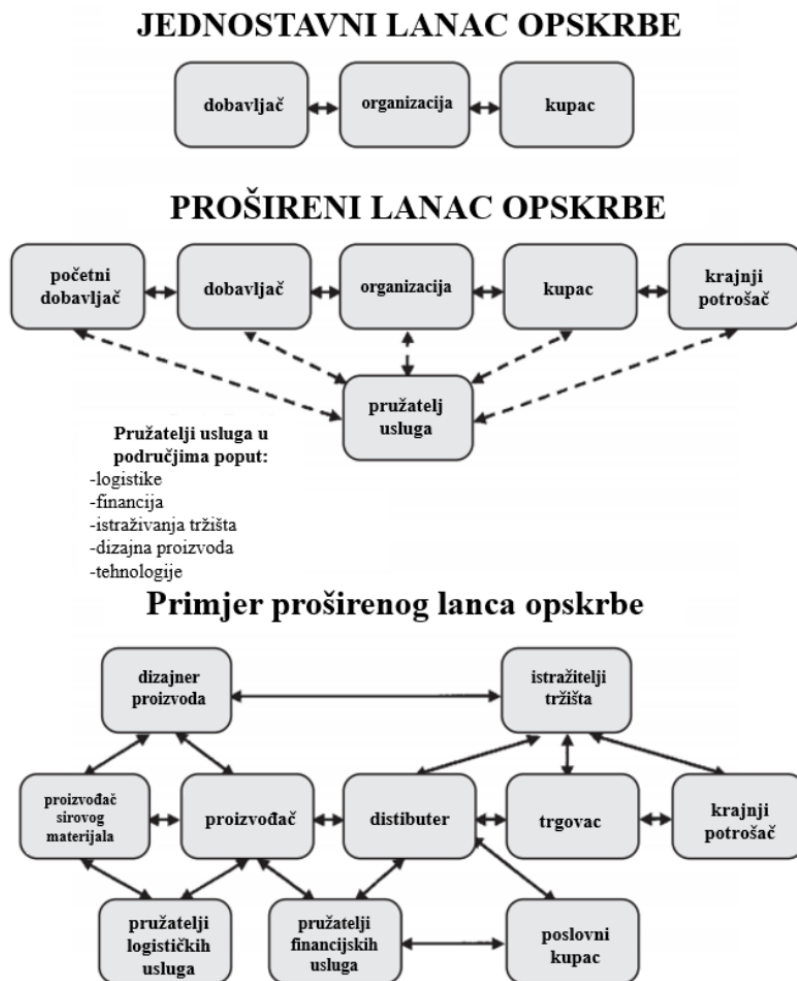 JEDNOSTAVNI LANAC OPSKRBE
dobavljač
organizacija
kupac
PROŠIRENI LANAC OPSKRBE
početni
dobavljač
dobavljač
organizacija
kupac
krajnji
potrošač
pružatelj
usluga
Pružatelji usluga u
područjima poput:
-logistike
-financija
-istraživanja tržišta
-dizajna proizvoda
-tehnologije
Primjer proširenog lanca opskrbe
dizajner
proizvoda
istražitelji
tržišta
proizvođač
sirovog
materijala
proizvođač
distibuter
trgovac
krajnji
potrošač
pružatelji
logističkih
usluga
pružatelji
financijskih
usluga
poslovni
kupac